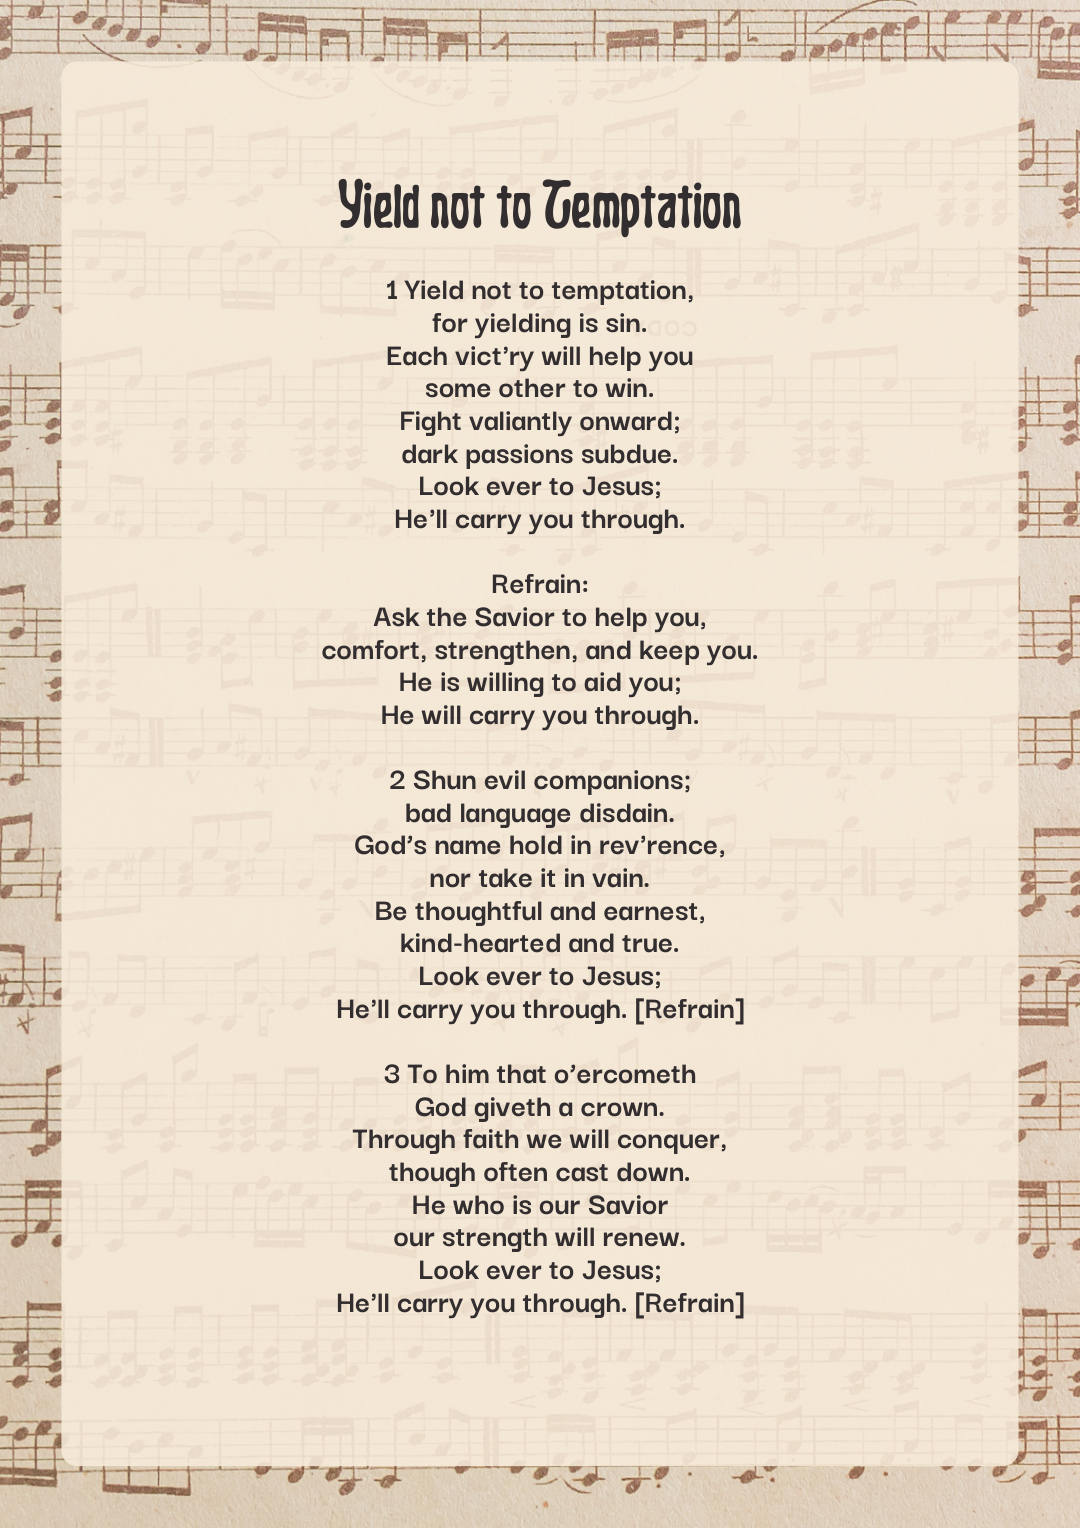 Yield not to Temptation
1 Yield not to temptation,
for yielding is sin.
Each vict’ry will help you
some other to win.
Fight valiantly onward;
dark passions subdue.
Look ever to Jesus;
He’ll carry you through.
Refrain:
Ask the Savior to help you,
comfort, strengthen, and keep you.
He is willing to aid you;
He will carry you through.
2 Shun evil companions;
bad language disdain.
God’s name hold in rev’rence,
nor take it in vain.
Be thoughtful and earnest,
kind-hearted and true.
Look ever to Jesus;
He’ll carry you through. [Refrain]
3 To him that o’ercometh
God giveth a crown.
Through faith we will conquer,
though often cast down.
He who is our Savior
our strength will renew.
Look ever to Jesus;
He’ll carry you through. [Refrain]